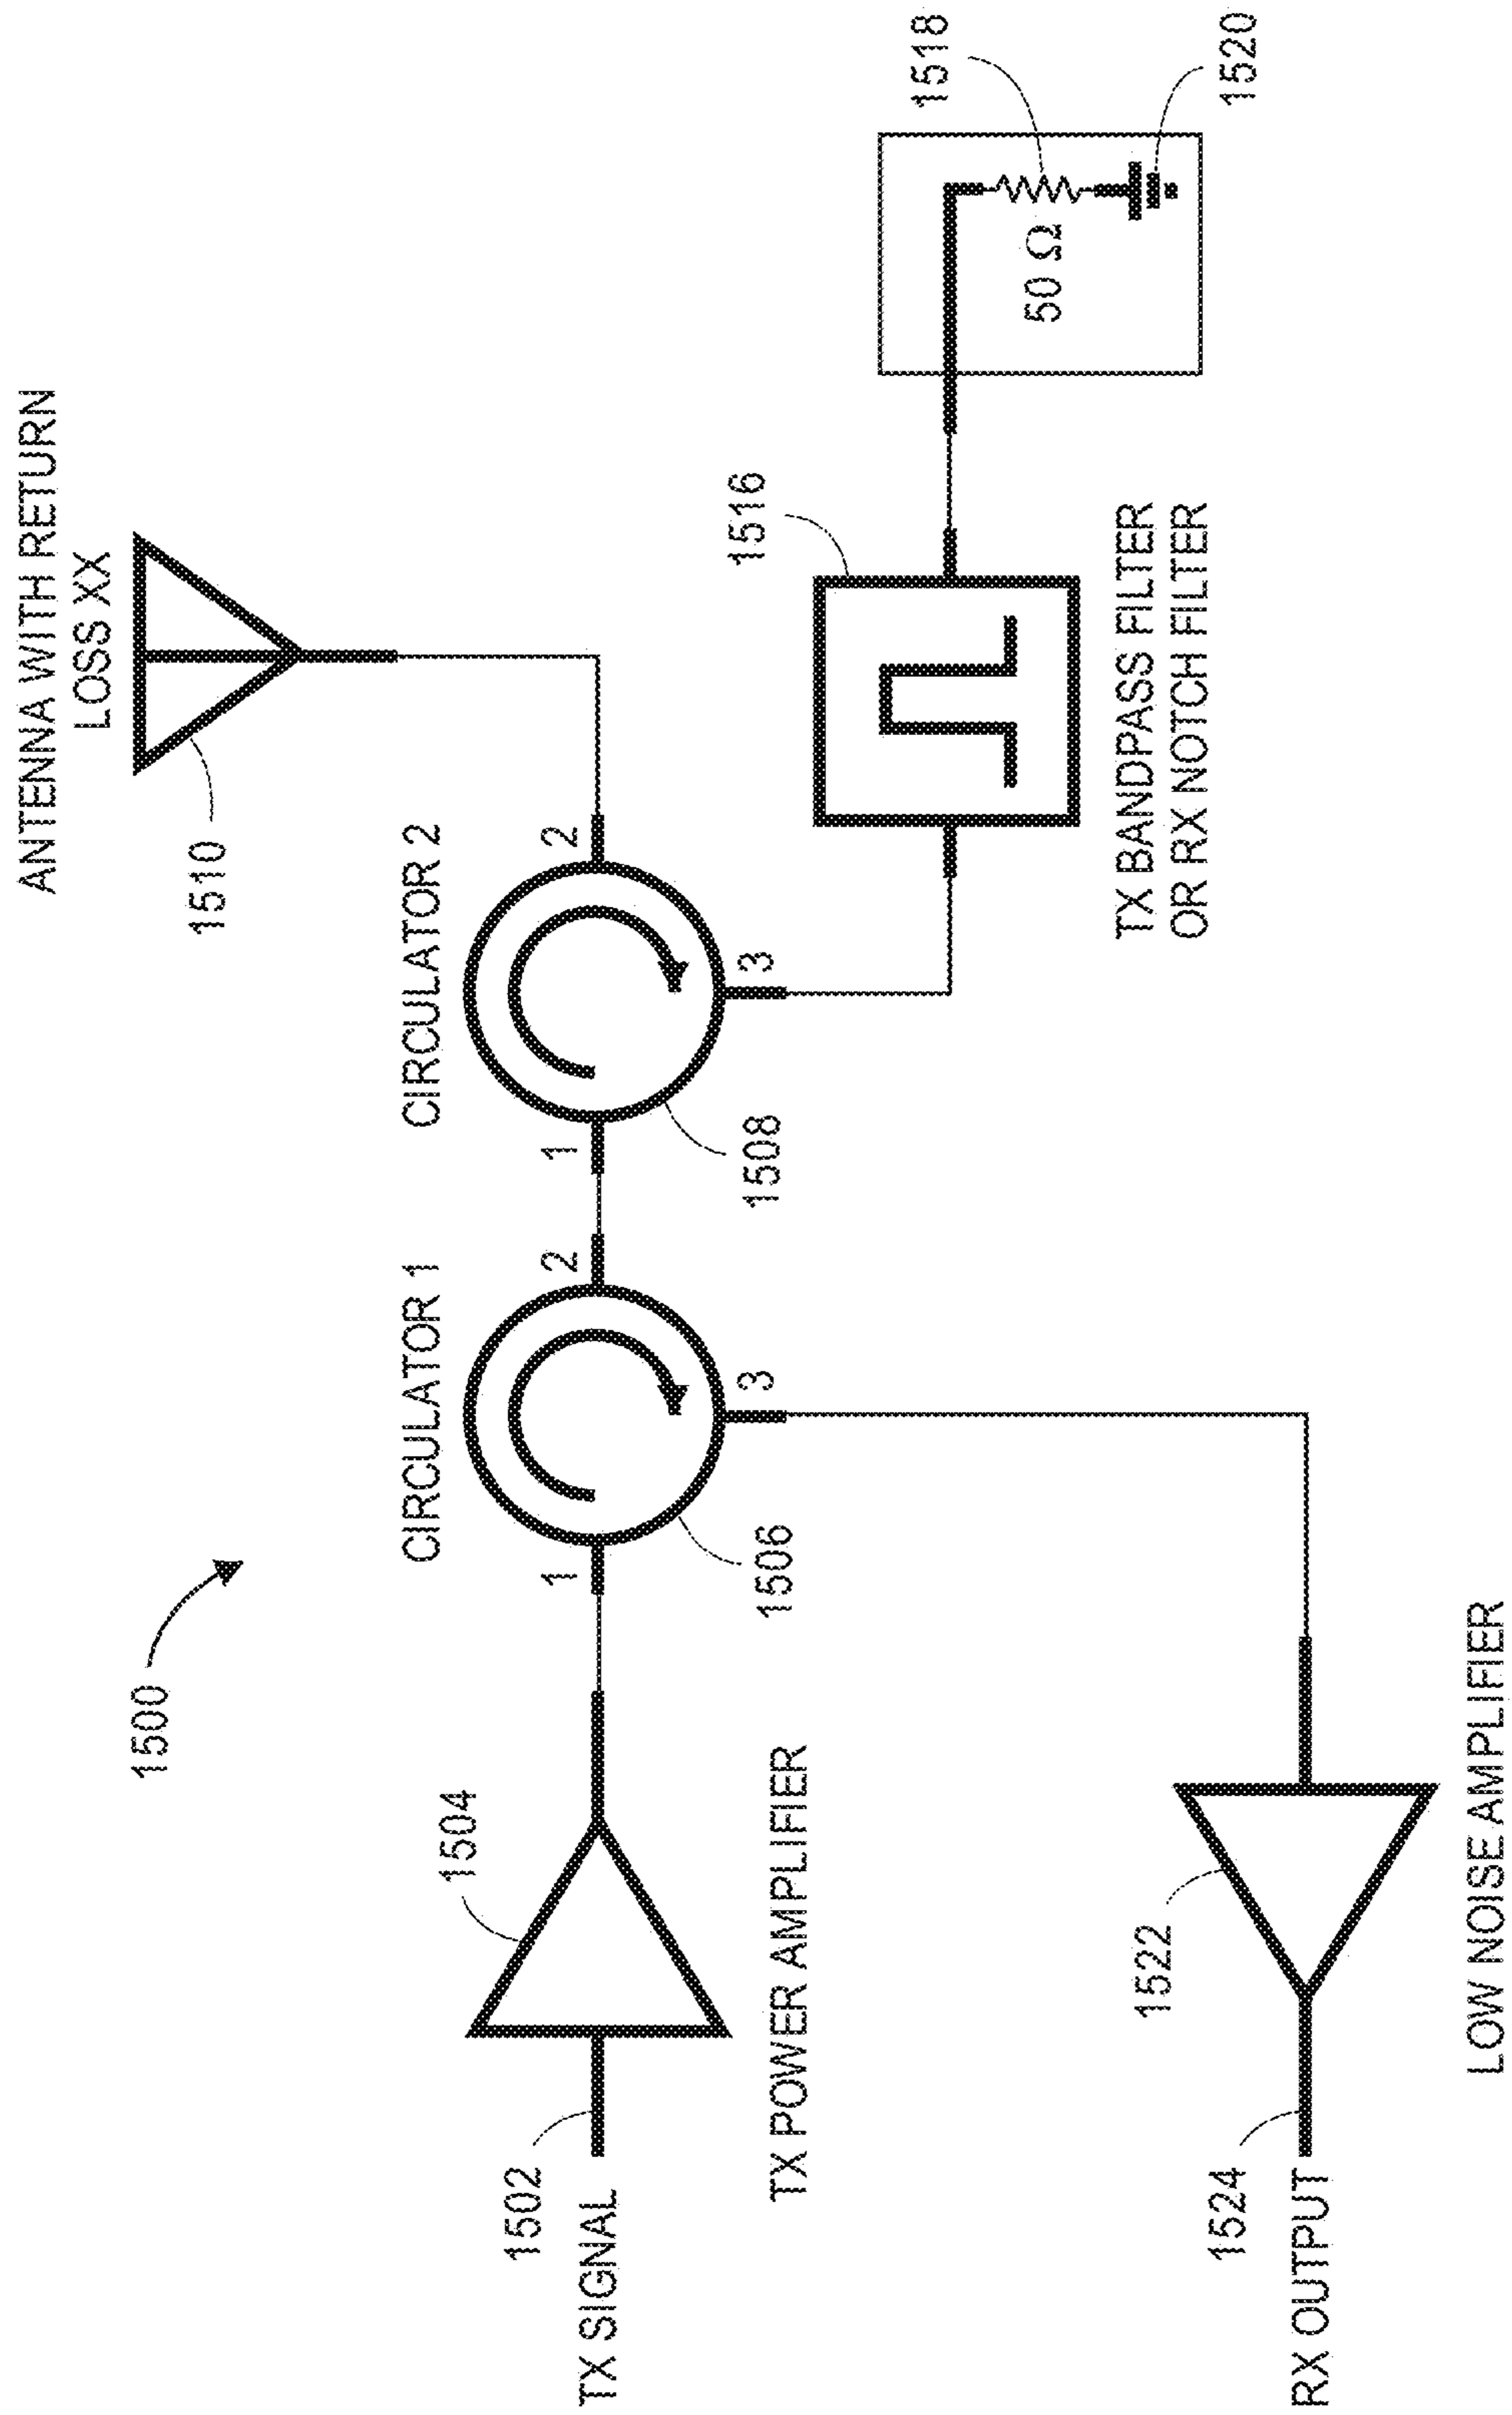 1500
ANTENNA WITH RETURN
LOSS XX
1510
CIRCULATOR 1
CIRCULATOR 2
1504
1502
TX SIGNAL
TX POWER AMPLIFIER
1
2
3
1506
1
2
3
1508
1516
TX BANDPASS FILTER
OR RX NOTCH FILTER
50 Ω
1518
1520
1522
1524
RX OUTPUT
LOW NOISE AMPLIFIER